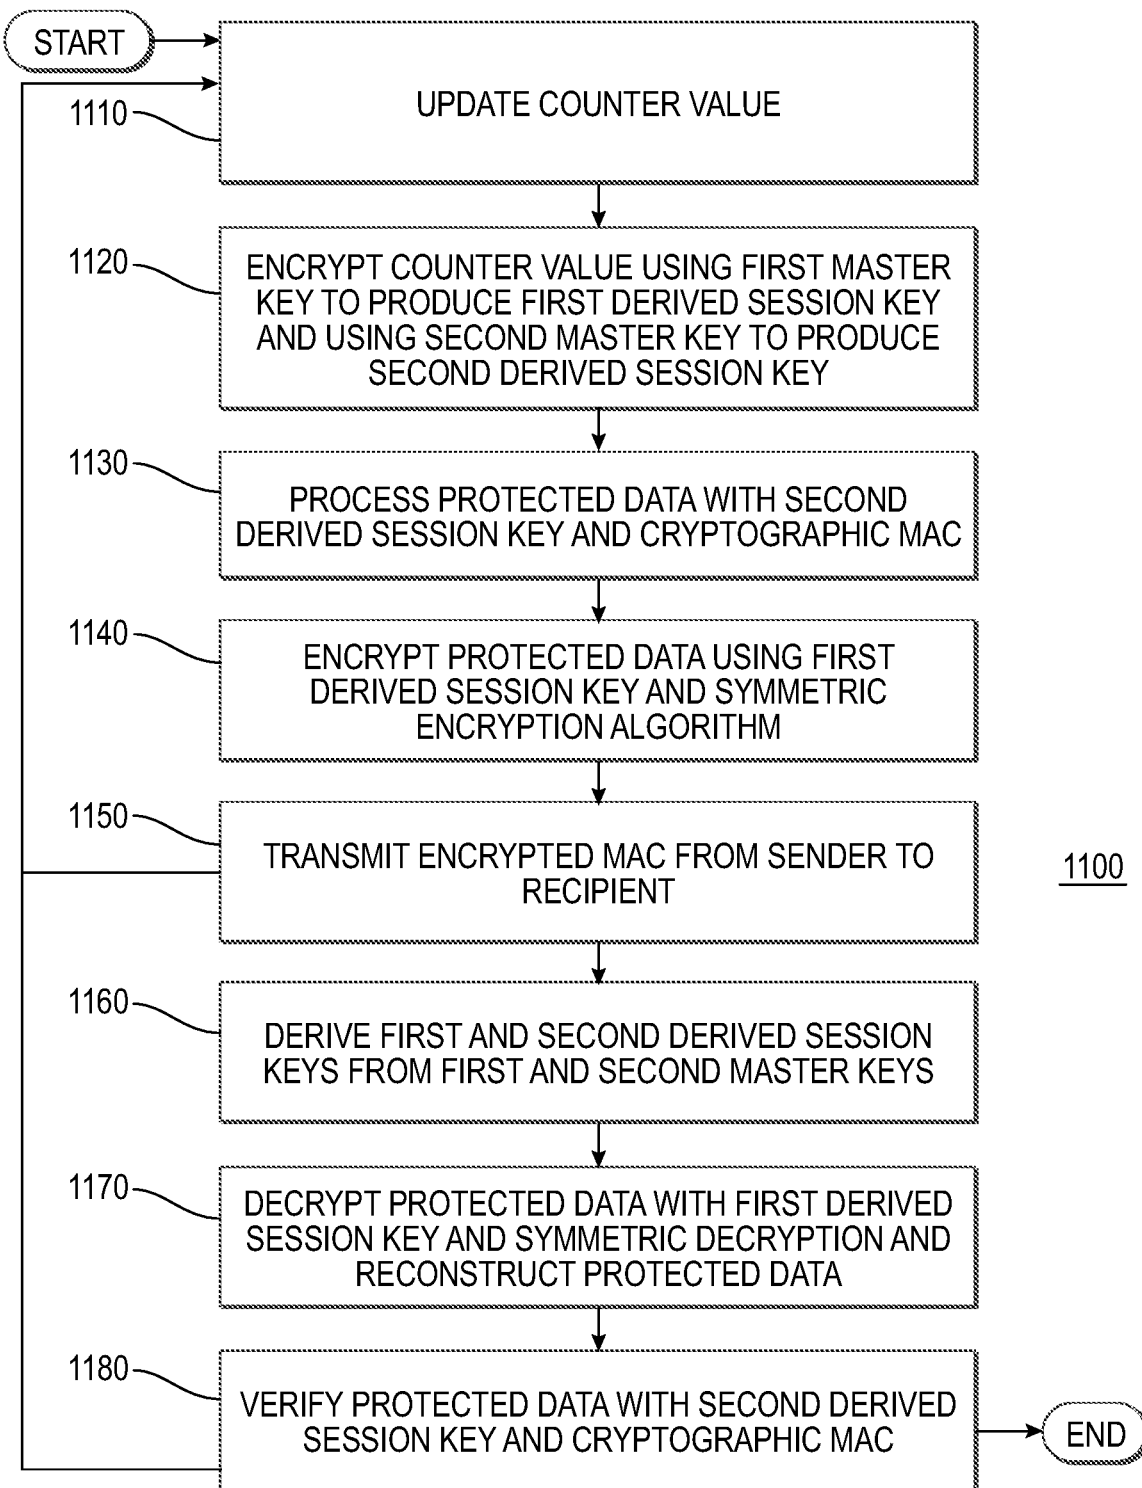 START
UPDATE COUNTER VALUE
1110
1120
ENCRYPT COUNTER VALUE USING FIRST MASTER
KEY TO PRODUCE FIRST DERIVED SESSION KEY
AND USING SECOND MASTER KEY TO PRODUCE
SECOND DERIVED SESSION KEY
1130
PROCESS PROTECTED DATA WITH SECOND
DERIVED SESSION KEY AND CRYPTOGRAPHIC MAC
1140
ENCRYPT PROTECTED DATA USING FIRST
DERIVED SESSION KEY AND SYMMETRIC
ENCRYPTION ALGORITHM
1150
TRANSMIT ENCRYPTED MAC FROM SENDER TO
RECIPIENT
1100
1160
DERIVE FIRST AND SECOND DERIVED SESSION
KEYS FROM FIRST AND SECOND MASTER KEYS
1170
DECRYPT PROTECTED DATA WITH FIRST DERIVED
SESSION KEY AND SYMMETRIC DECRYPTION AND
RECONSTRUCT PROTECTED DATA
1180
VERIFY PROTECTED DATA WITH SECOND DERIVED
SESSION KEY AND CRYPTOGRAPHIC MAC
END